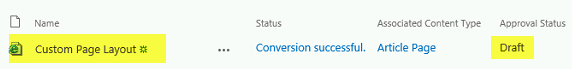 Name Status Associated Content Type Approval Status
Custom Page Layout ... Conversion successful. Article Page Draft